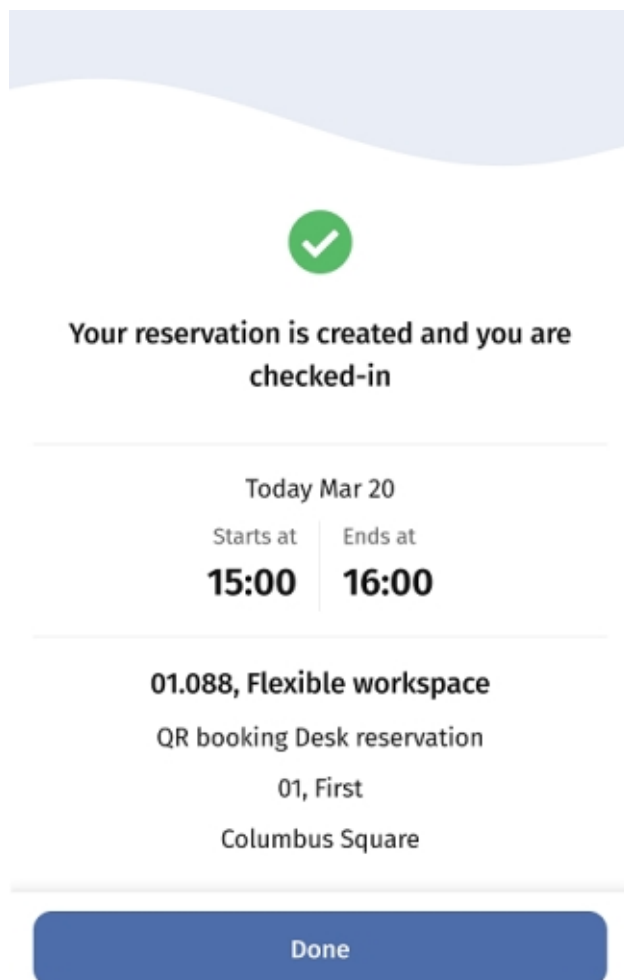 Your reservation is created and you are
checked-in
Today Mar 20
Starts at
Ends at
15:00
16:00
01.088, Flexible workspace
QR booking Desk reservation
01, First
Columbus Square
Done